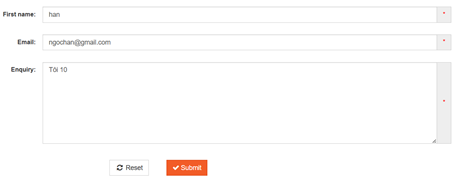 First name: han *
Email: ngochan@gmail.com *
Enquiry: Tôi 10 *
Reset Submit